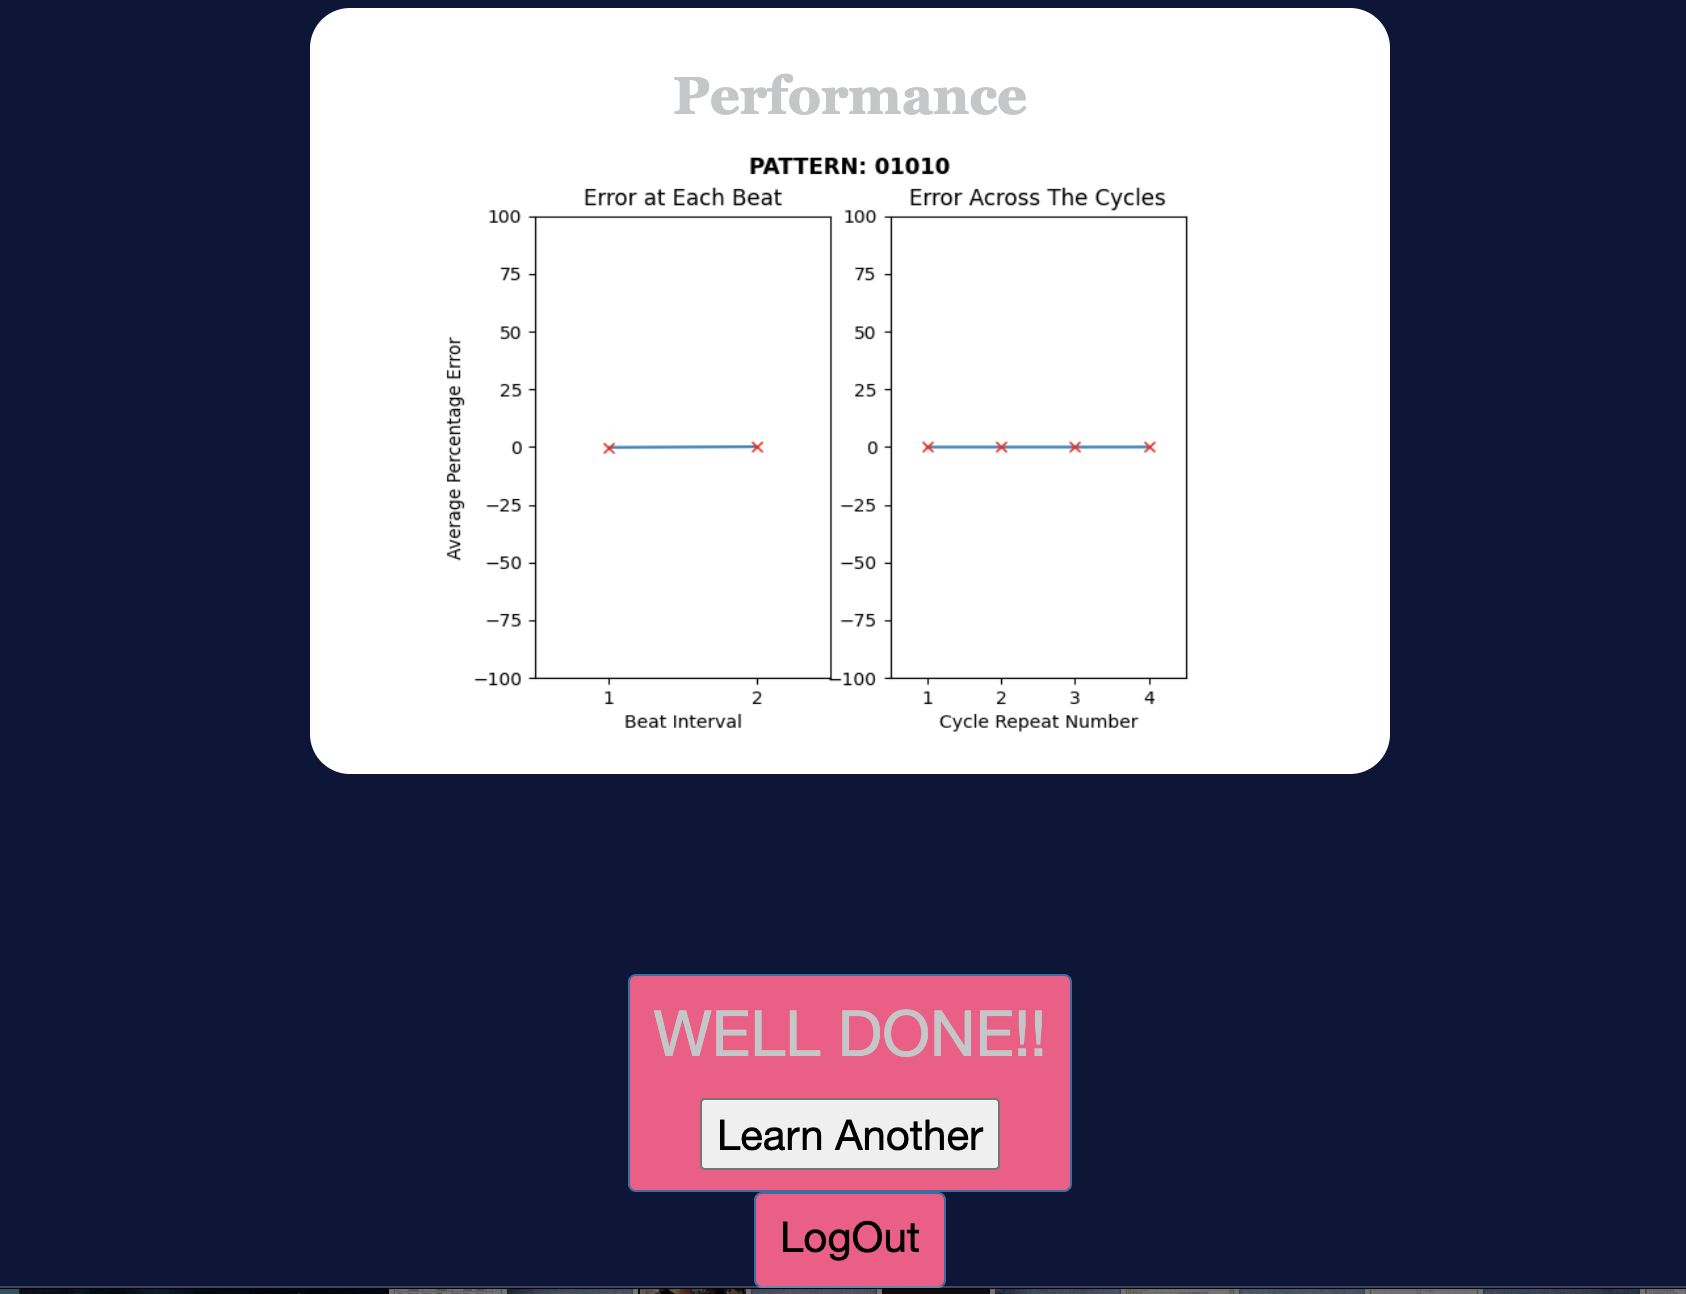 Performance
PATTERN: 01010
Error at Each Beat
Average Percentage Error
100
75
50
25
0
−25
−50
−75
−100
1 2
Beat Interval
Error Across The Cycles
100
75
50
25
0
−25
−50
−75
−100
1 2 3 4
Cycle Repeat Number
WELL DONE!!
Learn Another
LogOut